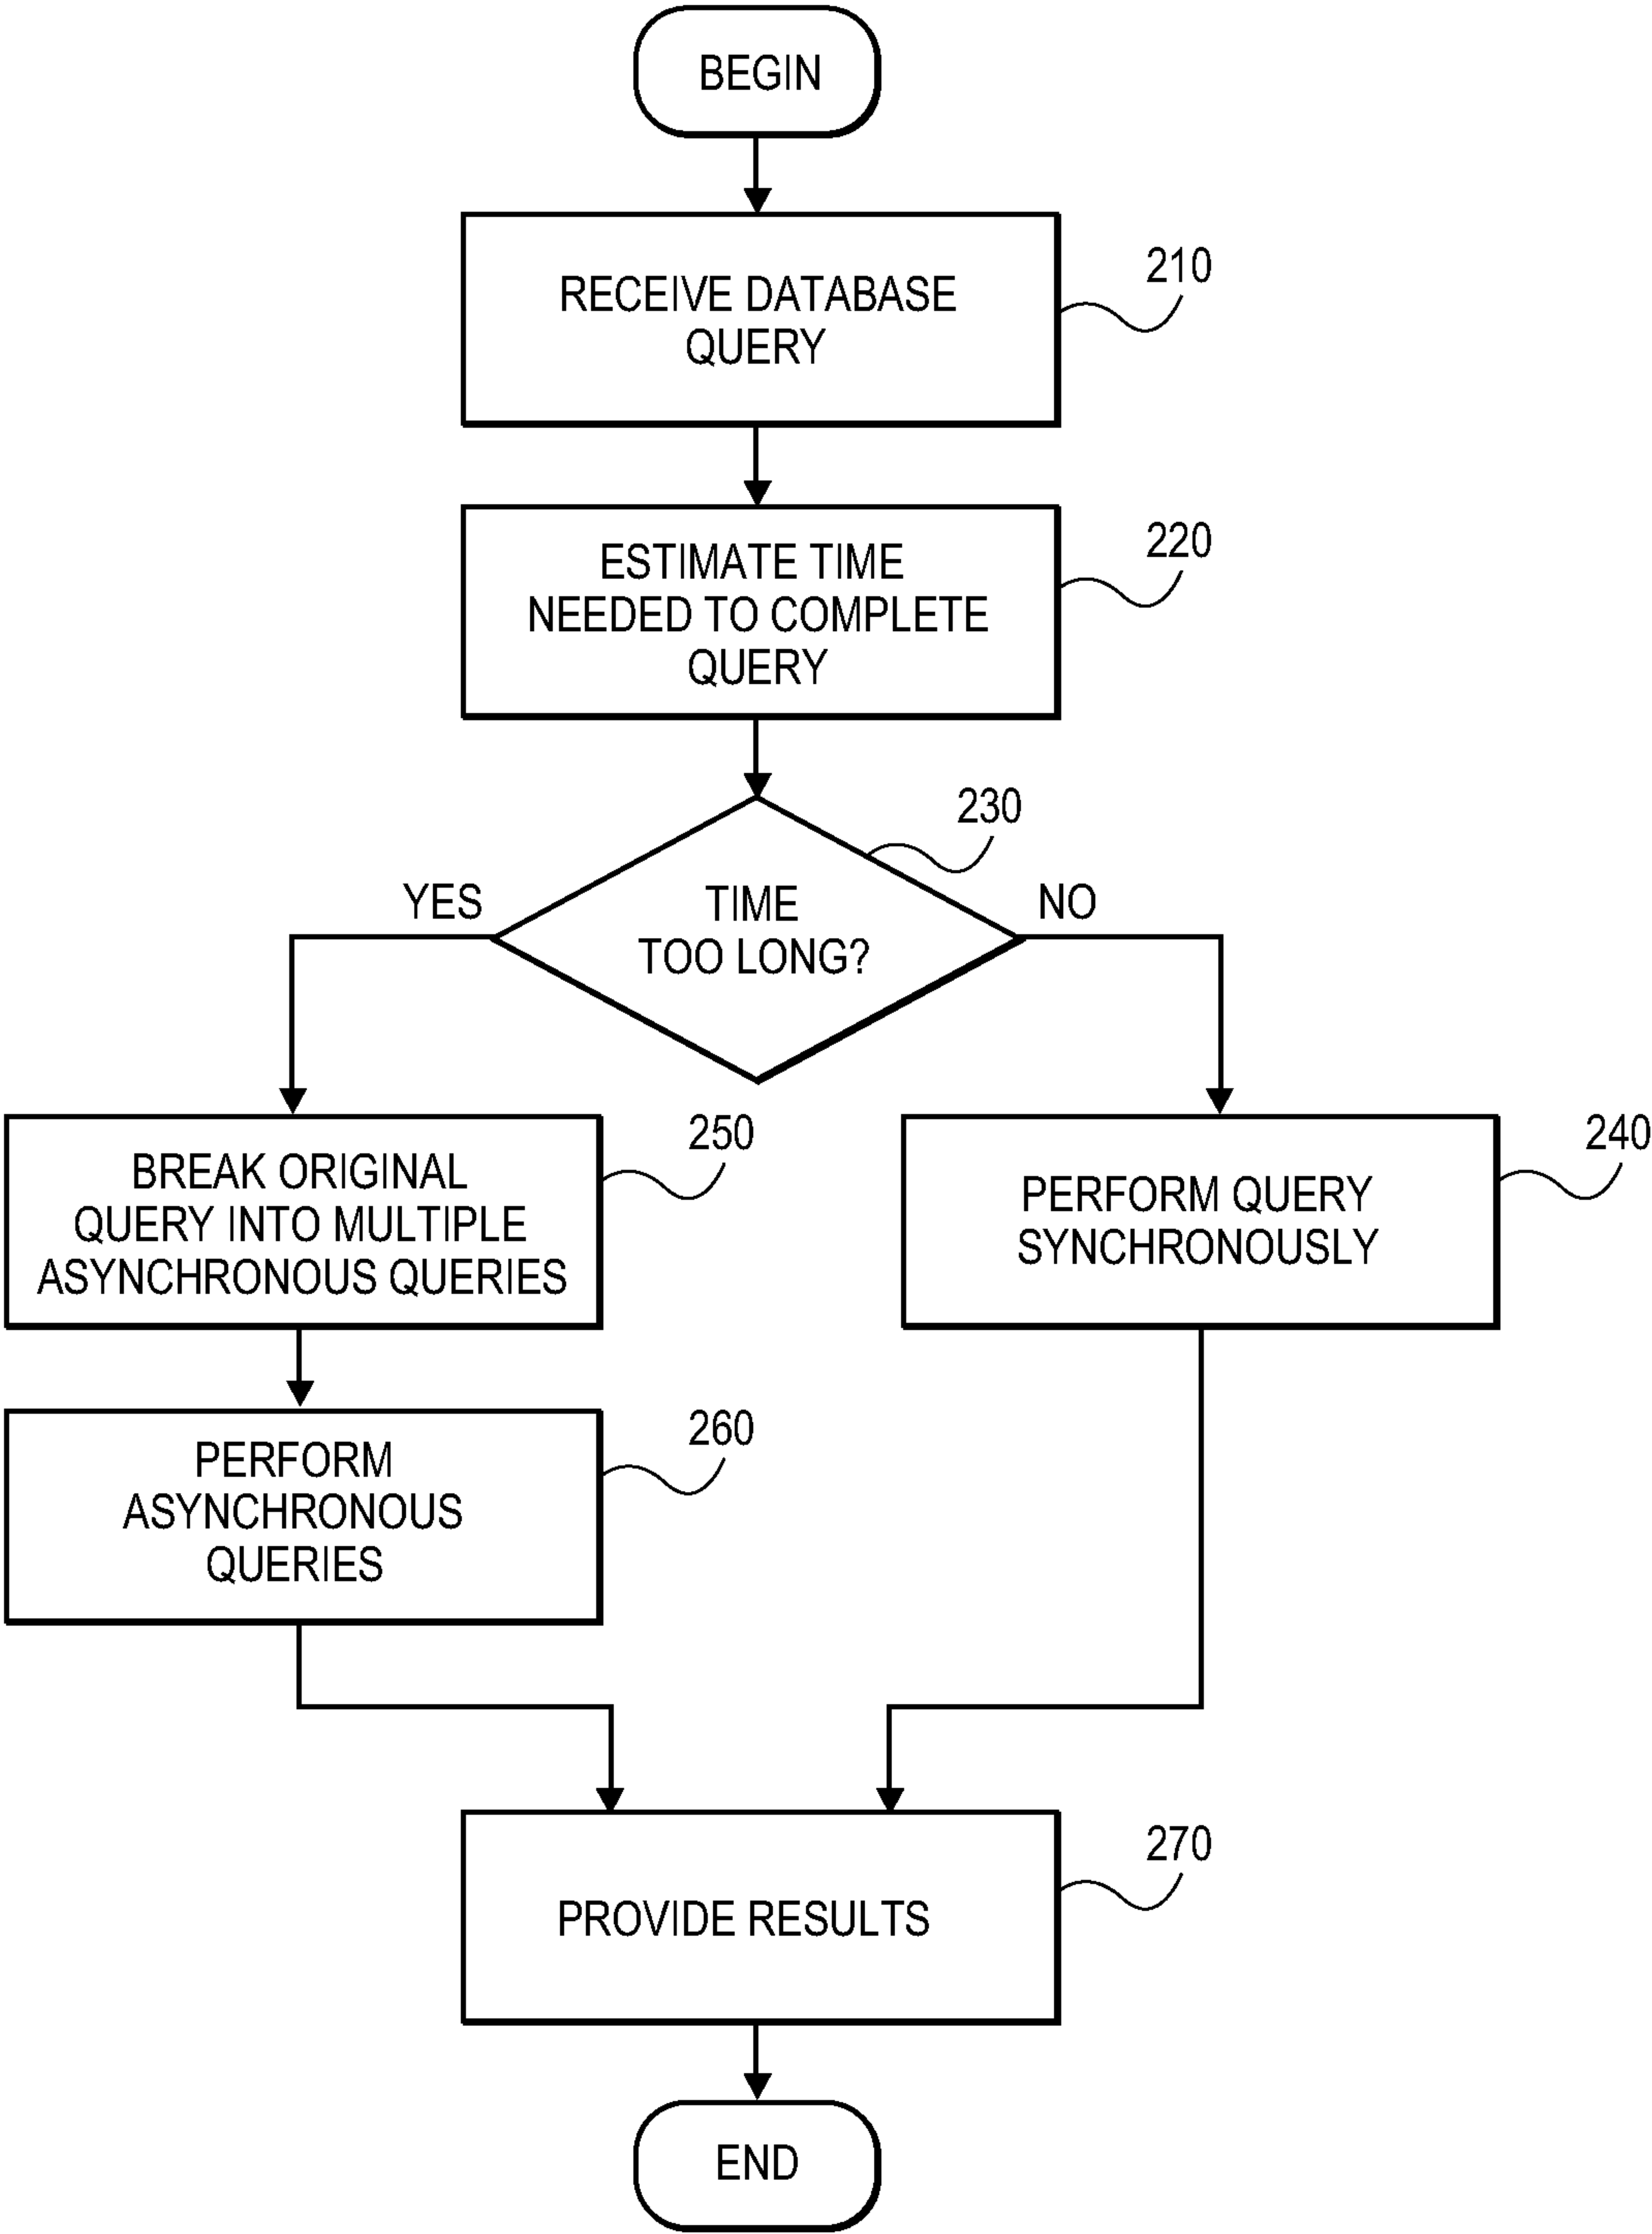 BEGIN
RECEIVE DATABASE
QUERY
210
ESTIMATE TIME
NEEDED TO COMPLETE
QUERY
220
230
TIME
TOO LONG?
YES
NO
BREAK ORIGINAL
QUERY INTO MULTIPLE
ASYNCHRONOUS QUERIES
250
PERFORM QUERY
SYNCHRONOUSLY
240
PERFORM
ASYNCHRONOUS
QUERIES
260
PROVIDE RESULTS
270
END